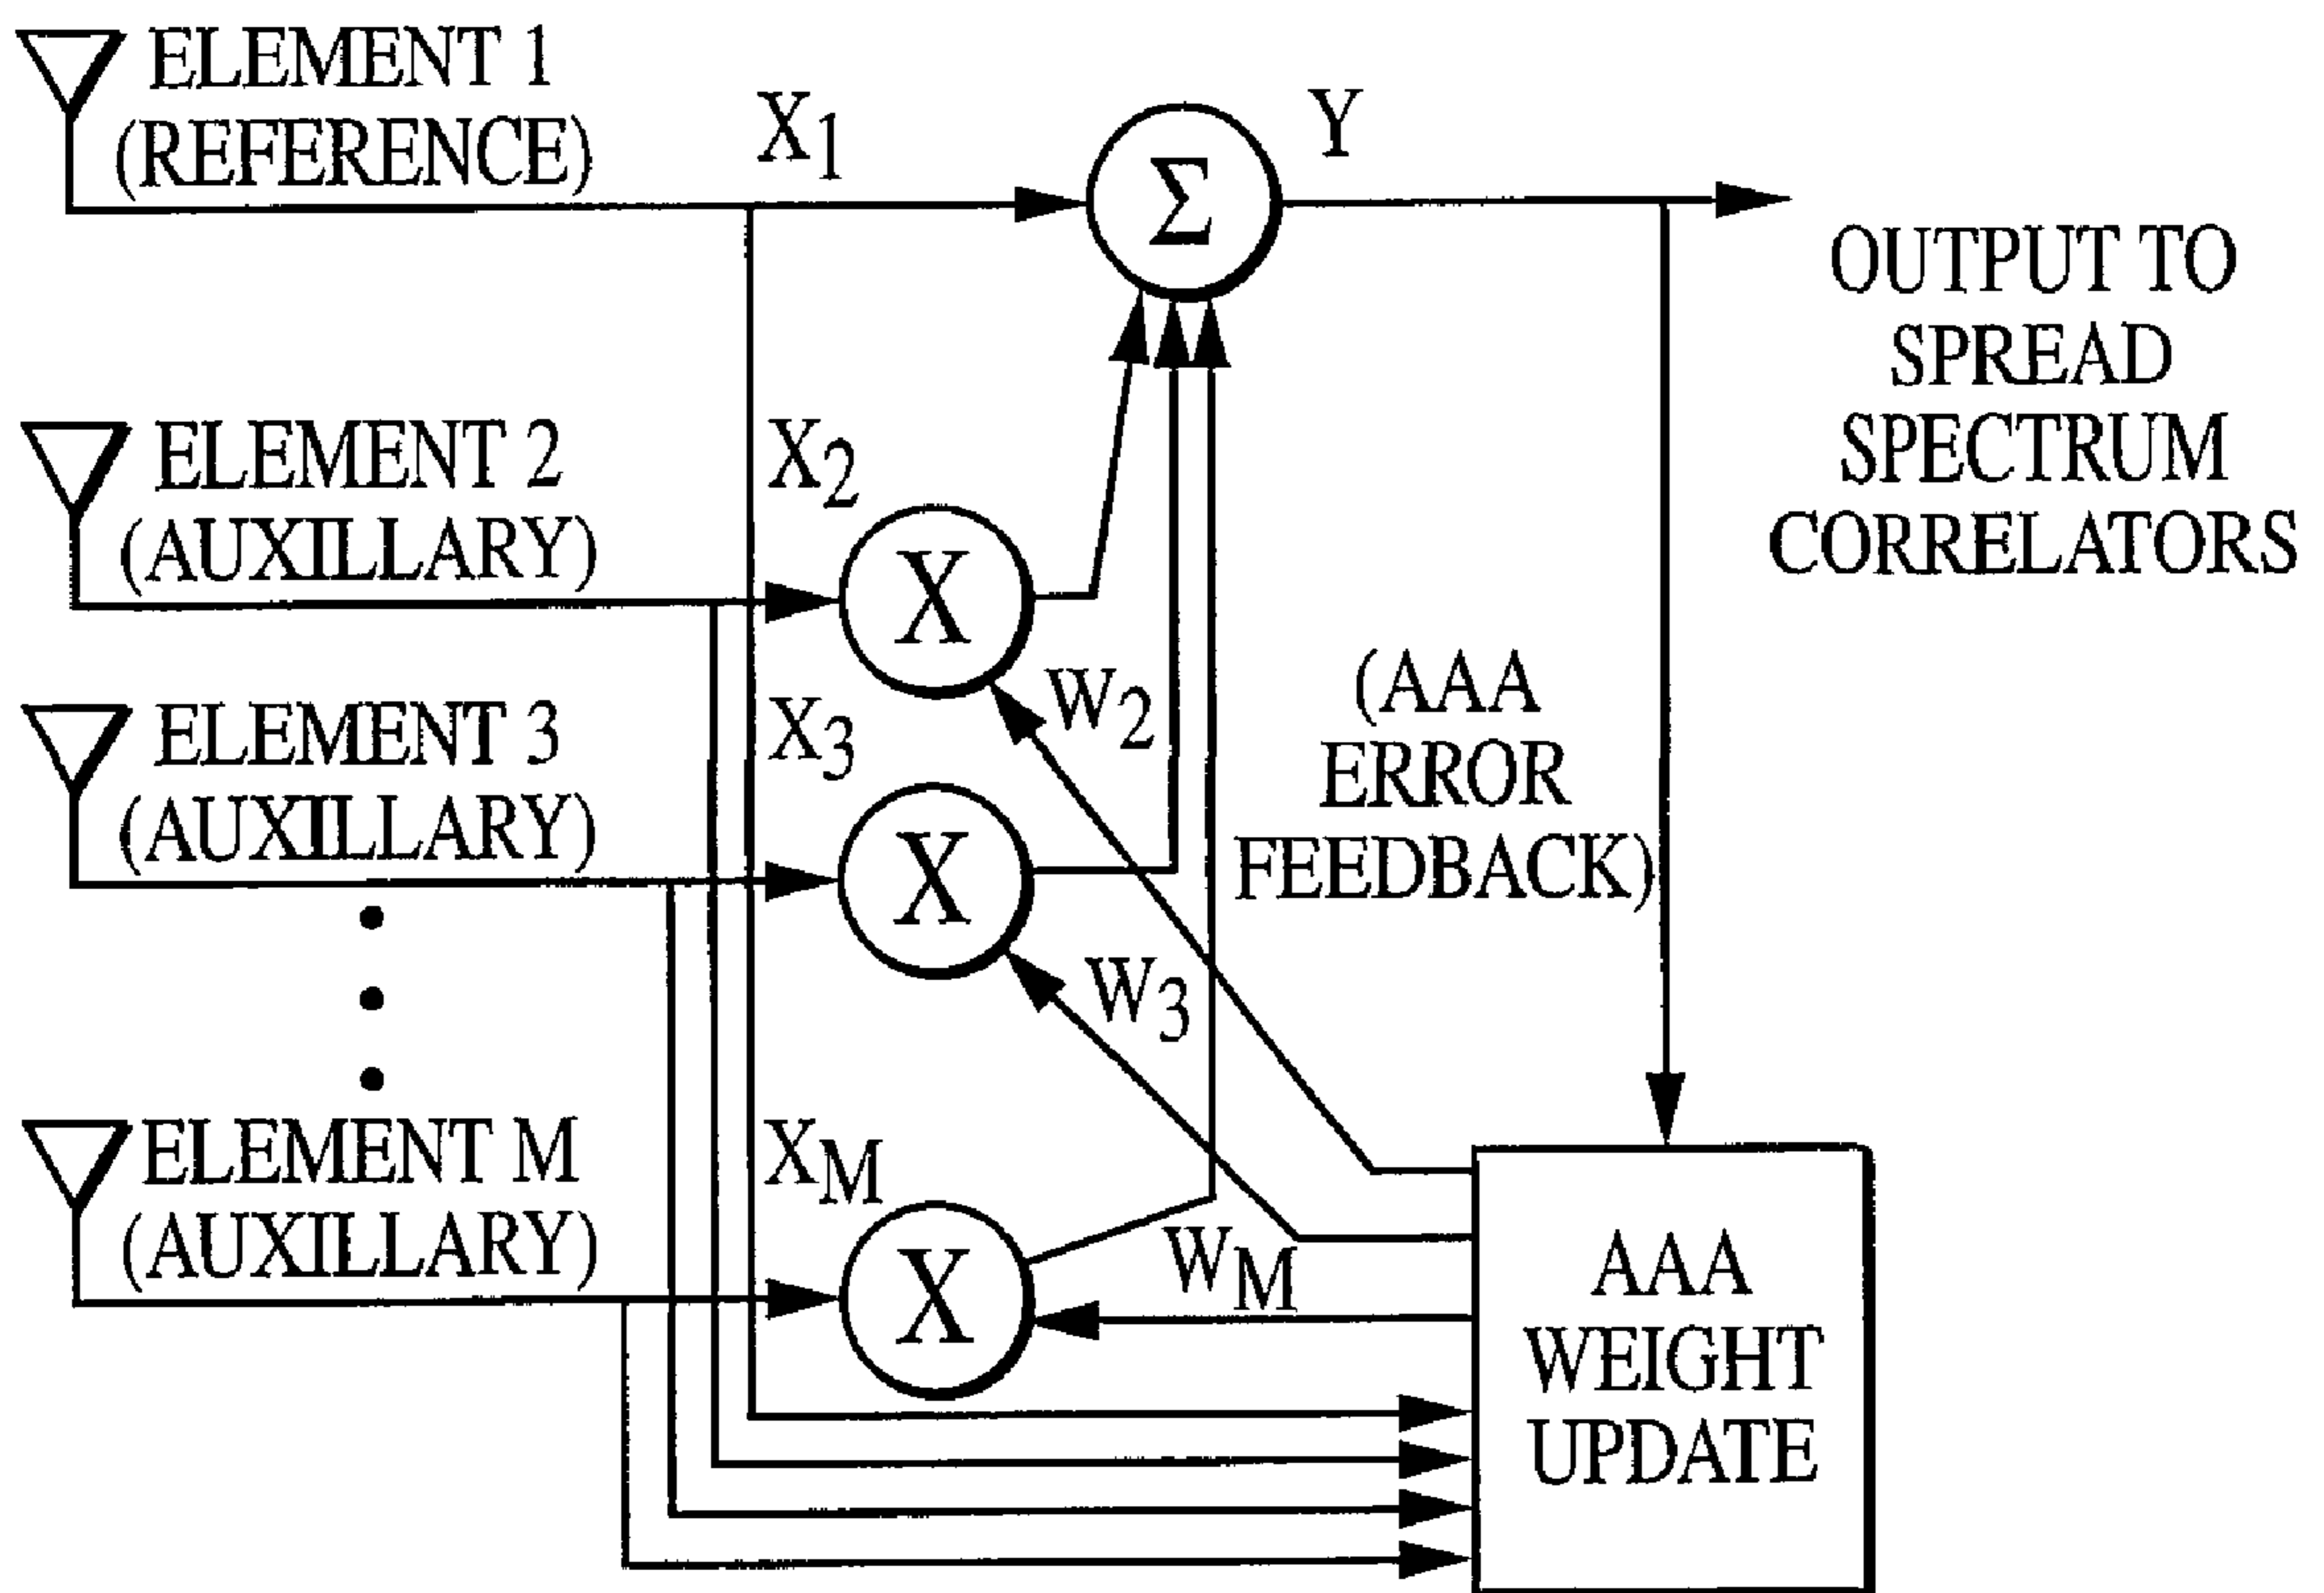 ELEMENT 1
(REFERENCE)
X1
Σ
Y
OUTPUT TO
SPREAD
SPECTRUM
CORRELATORS
ELEMENT 2
(AUXILLARY)
X2
X
W2
ELEMENT 3
(AUXILLARY)
X3
X
W3
(AAA
ERROR
FEEDBACK)
ELEMENT M
(AUXILLARY)
XM
X
WM
AAA
WEIGHT
UPDATE